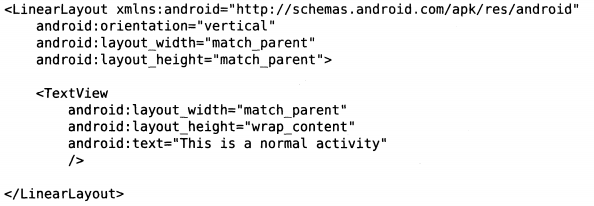 <LinearLayout xmlns:android="http://schemas.android.com/apk/res/android"
    android:orientation="vertical"
    android:layout_width="match_parent"
    android:layout_height="match_parent">

    <TextView
        android:layout_width="match_parent"
        android:layout_height="wrap_content"
        android:text="This is a normal activity"
        />

</LinearLayout>